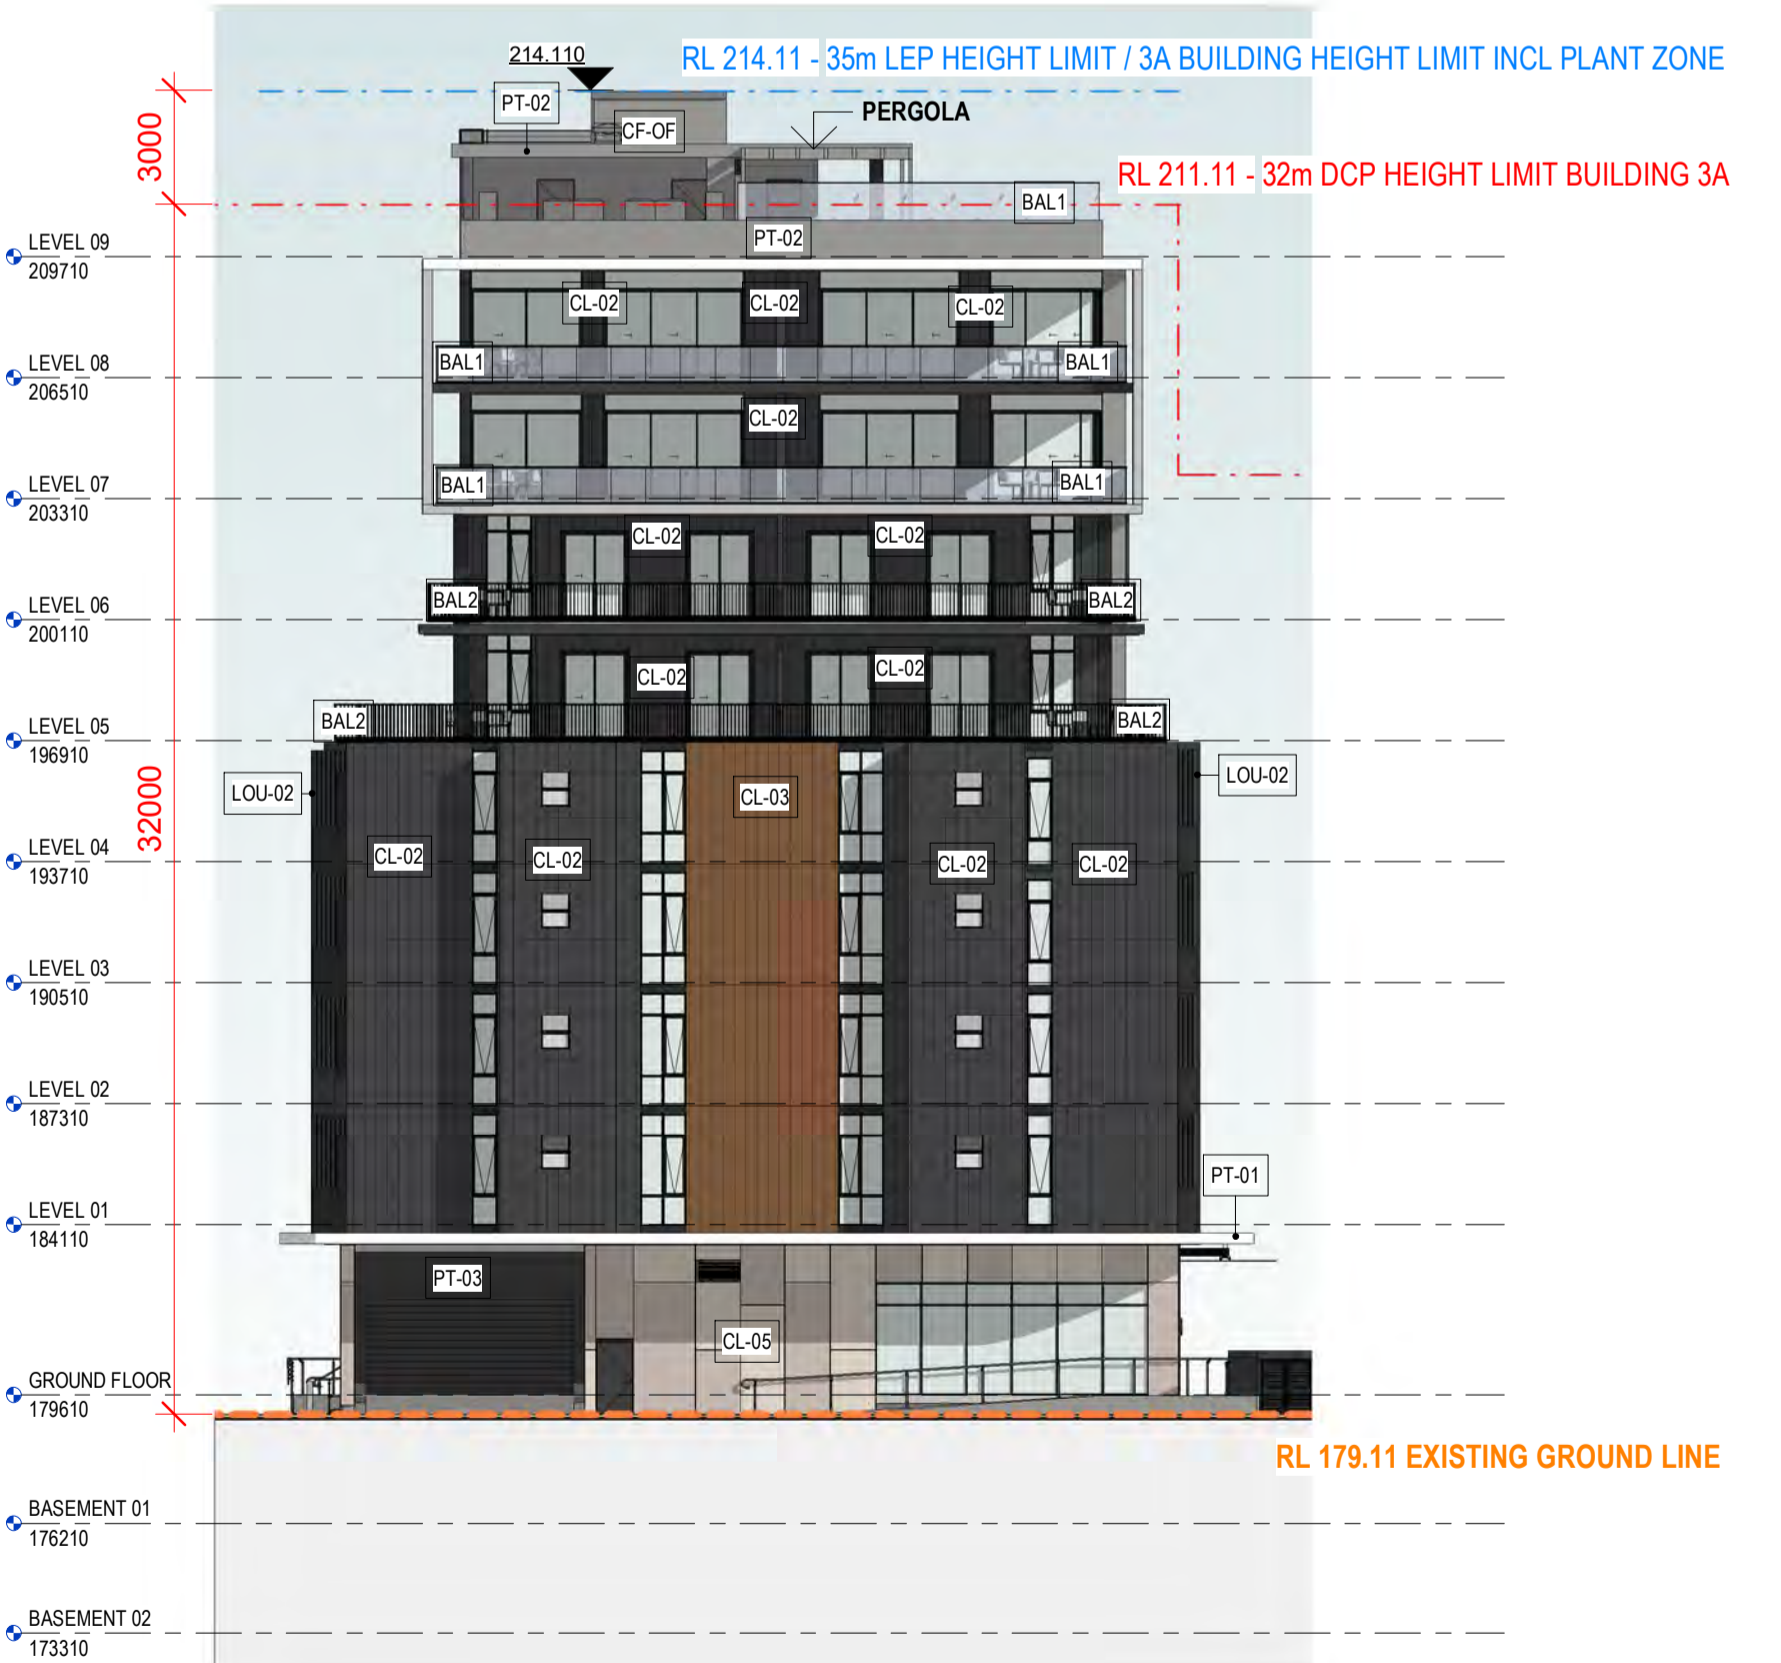 214.110
RL 214.11 - 35m LEP HEIGHT LIMIT / 3A BUILDING HEIGHT LIMIT INCL PLANT ZONE
PT-02
PERGOLA
CF-OF
3000
RL 211.11 - 32m DCP HEIGHT LIMIT BUILDING 3A
BAL1
PT-02
LEVEL 09
209710
CL-02
CL-02
CL-02
BAL1
BAL1
LEVEL 08
206510
CL-02
BAL1
BAL1
LEVEL 07
203310
CL-02
CL-02
BAL2
BAL2
LEVEL 06
200110
CL-02
CL-02
BAL2
BAL2
LEVEL 05
196910
LOU-02
CL-03
LOU-02
32000
LEVEL 04
193710
CL-02
CL-02
CL-02
CL-02
LEVEL 03
190510
LEVEL 02
187310
PT-01
LEVEL 01
184110
PT-03
CL-05
GROUND FLOOR
179610
RL 179.11 EXISTING GROUND LINE
BASEMENT 01
176210
BASEMENT 02
173310